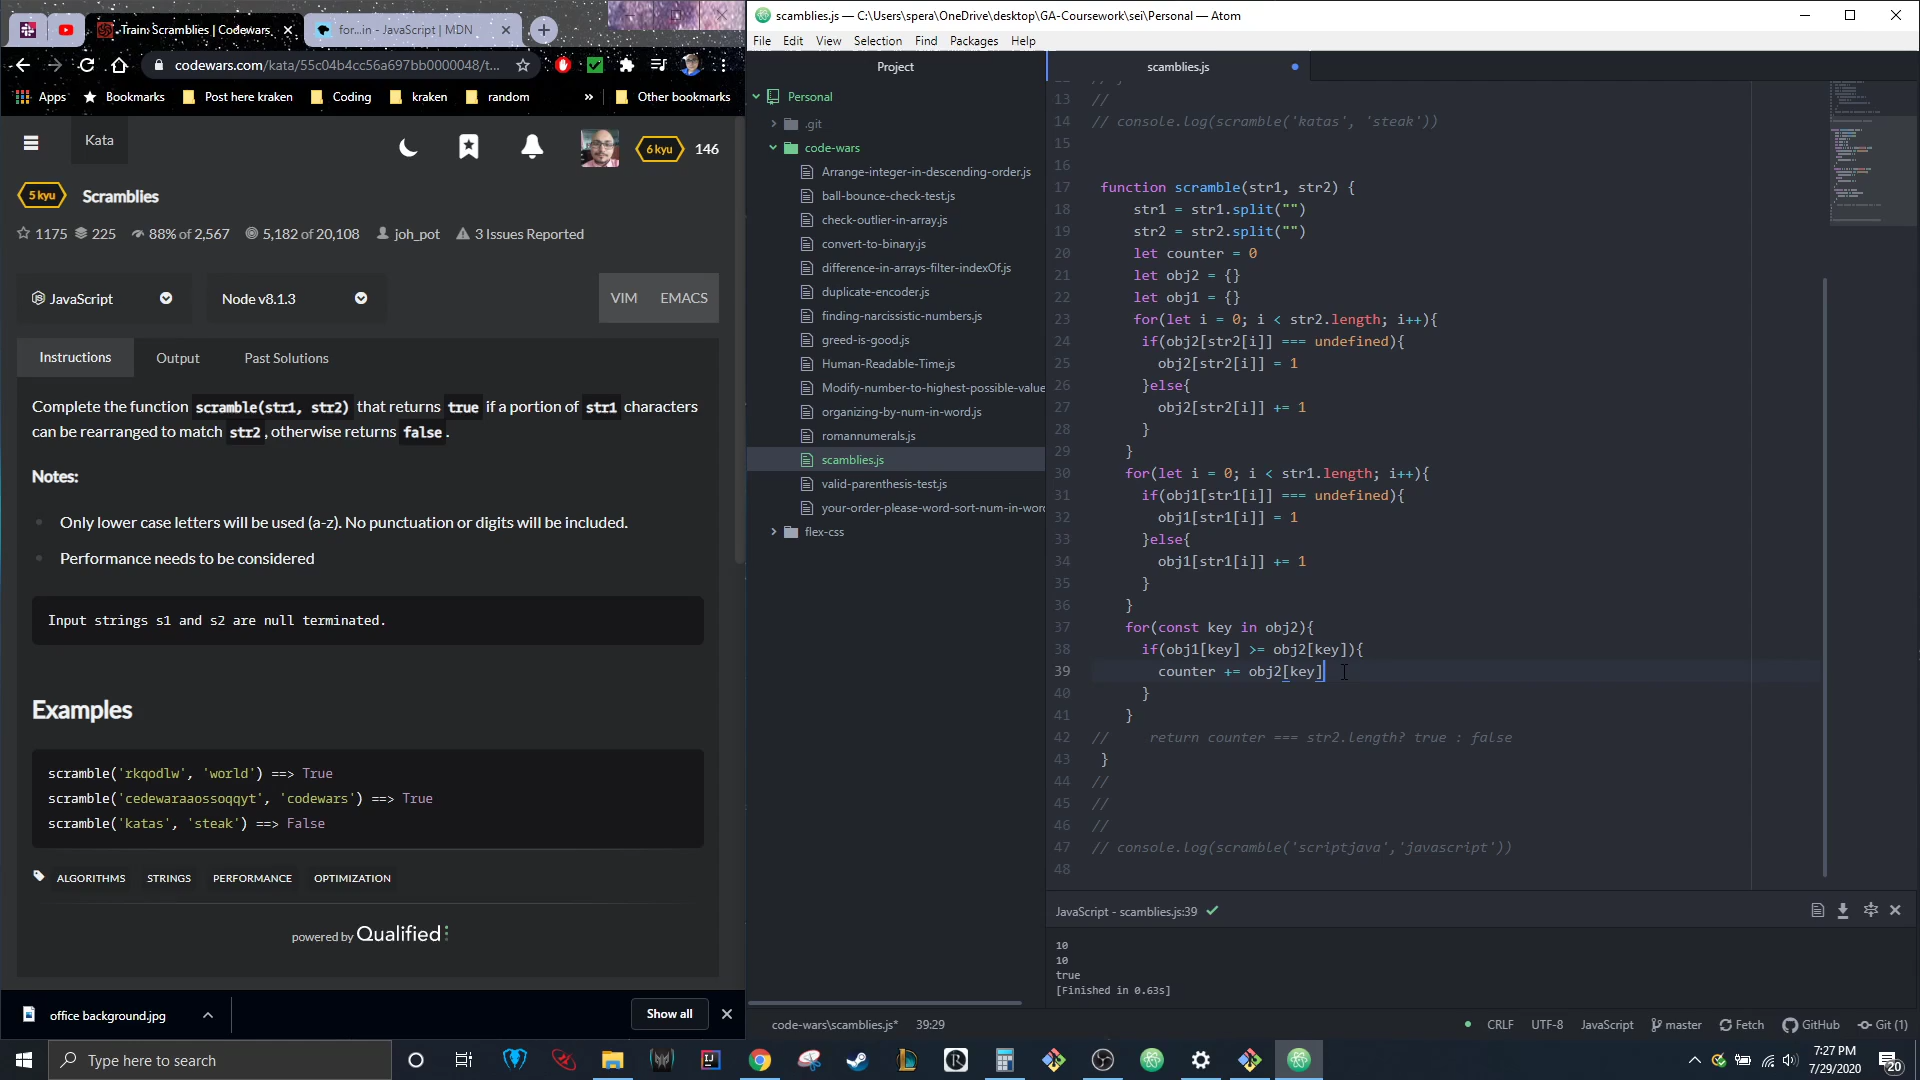 Train: Scramblies | Codewars
for...in - JavaScript | MDN
codewars.com/kata/55c04b4cc56a697bb0000048/t...
Apps
Bookmarks
Post here kraken
Coding
kraken
random
»
Other bookmarks
Kata
6 kyu
146
5 kyu
Scramblies
1175
225
88% of 2,567
5,182 of 20,108
joh_pot
3 Issues Reported
JavaScript
Node v8.1.3
VIM
EMACS
Instructions
Output
Past Solutions
Complete the function scramble(str1, str2) that returns true if a portion of str1 characters
can be rearranged to match str2, otherwise returns false.
Notes:
Only lower case letters will be used (a-z). No punctuation or digits will be included.
Performance needs to be considered
Input strings s1 and s2 are null terminated.
Examples
scramble('rkqodlw', 'world') ==> True
scramble('cedewaraaossoqqyt', 'codewars') ==> True
scramble('katas', 'steak') ==> False
ALGORITHMS
STRINGS
PERFORMANCE
OPTIMIZATION
powered by Qualified
office background.jpg
Show all
scamblies.js — C:\Users\spera\OneDrive\desktop\GA-Coursework\sei\Personal — Atom
File Edit View Selection Find Packages Help
Project
Personal
.git
code-wars
Arrange-integer-in-descending-order.js
ball-bounce-check-test.js
check-outlier-in-array.js
convert-to-binary.js
difference-in-arrays-filter-indexOf.js
duplicate-encoder.js
finding-narcissistic-numbers.js
greed-is-good.js
Human-Readable-Time.js
Modify-number-to-highest-possible-value
organizing-by-num-in-word.js
romannumerals.js
scamblies.js
valid-parenthesis-test.js
your-order-please-word-sort-num-in-word
flex-css
scamblies.js
13 //
14 // console.log(scramble('katas', 'steak'))
15
16
17 function scramble(str1, str2) {
18 str1 = str1.split("")
19 str2 = str2.split("")
20 let counter = 0
21 let obj2 = {}
22 let obj1 = {}
23 for(let i = 0; i < str2.length; i++){
24 if(obj2[str2[i]] === undefined){
25 obj2[str2[i]] = 1
26 }else{
27 obj2[str2[i]] += 1
28 }
29 }
30 for(let i = 0; i < str1.length; i++){
31 if(obj1[str1[i]] === undefined){
32 obj1[str1[i]] = 1
33 }else{
34 obj1[str1[i]] += 1
35 }
36 }
37 for(const key in obj2){
38 if(obj1[key] >= obj2[key]){
39 counter += obj2[key]
40 }
41 }
42 // return counter === str2.length? true : false
43 }
44 //
45 //
46 //
47 // console.log(scramble('scriptjava','javascript'))
48
JavaScript - scamblies.js:39
10
10
true
[Finished in 0.63s]
code-wars\scamblies.js* 39:29
CRLF
UTF-8
JavaScript
master
Fetch
GitHub
Git (1)
Type here to search
7:27 PM
7/29/2020
20